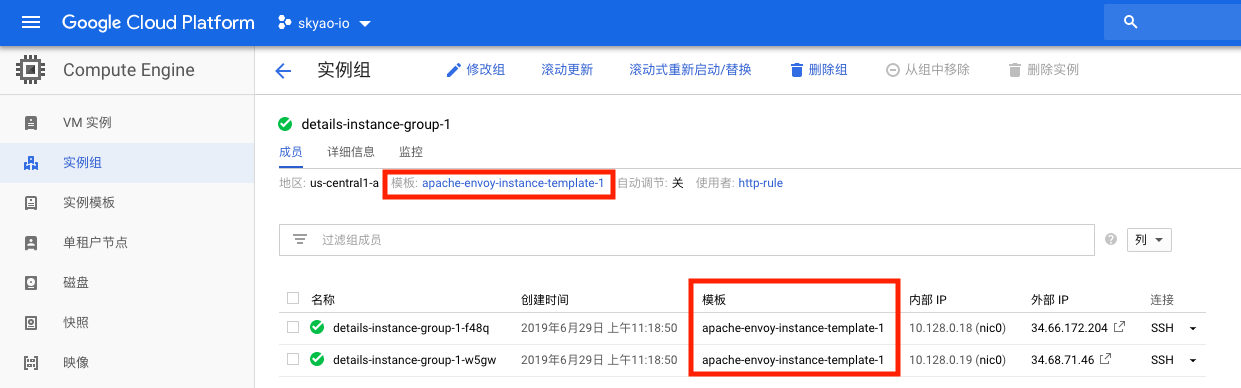 Google Cloud Platform skyao-io
Compute Engine 实例组 修改组 滚动更新 滚动式重新启动/替换 删除组 从组中移除 删除实例
VM 实例
实例组
实例模板
单租户节点
磁盘
快照
映像
details-instance-group-1
成员 详细信息 监控
地区: us-central1-a 模板: apache-envoy-instance-template-1 自动调节: 关 使用者: http-rule
过滤组成员 ? 列
名称 创建时间 模板 内部 IP 外部 IP 连接
details-instance-group-1-f48q 2019年6月29日 上午11:18:50 apache-envoy-instance-template-1 10.128.0.18 (nic0) 34.66.172.204 SSH
details-instance-group-1-w5gw 2019年6月29日 上午11:18:50 apache-envoy-instance-template-1 10.128.0.19 (nic0) 34.68.71.46 SSH